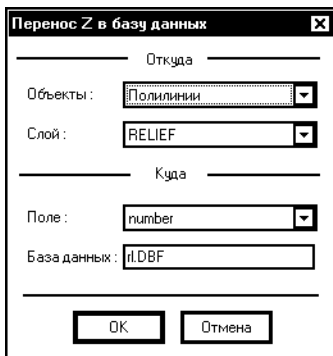 Перенос Z в базу данных
Откуда
Объекты: Полилинии
Слой: RELIEF
Куда
Поле: number
База данных: rl.DBF
OK Отмена